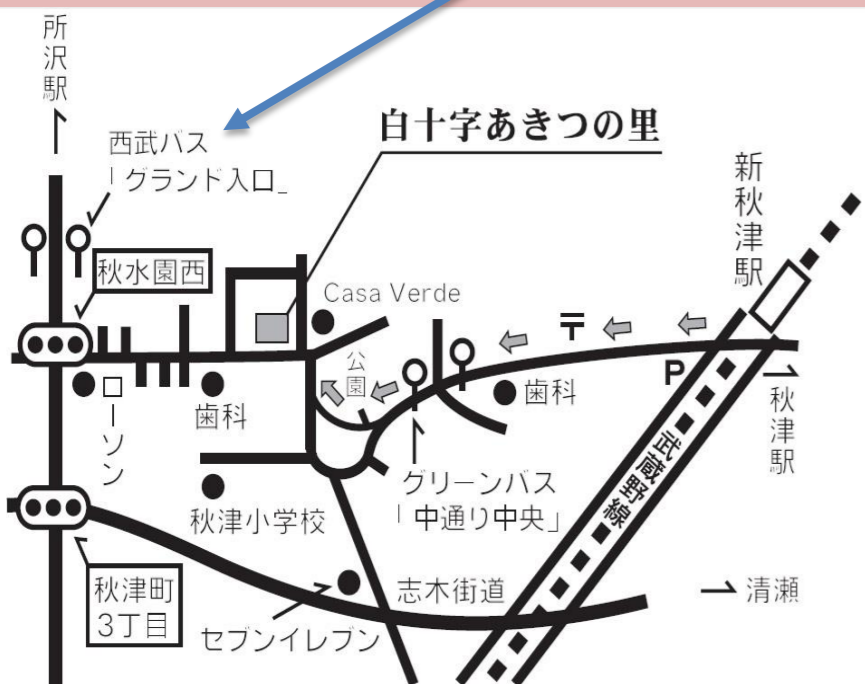 所沢駅
西武バス
「グランド入口」
白十字あきつの里
新秋津駅
秋水園西
Casa Verde
〒
公園
P
ローソン
歯科
歯科
秋津駅
武蔵野線
グリーンバス
「中通り中央」
秋津小学校
秋津町
3丁目
セブンイレブン
志木街道
清瀬